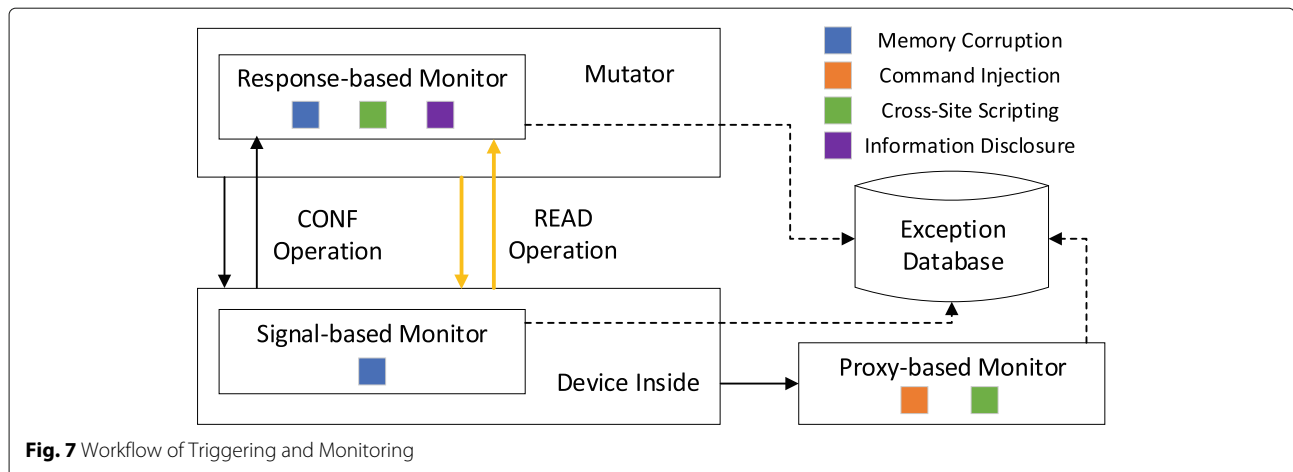 Response-based Monitor
Mutator
Memory Corruption
Command Injection
Cross-Site Scripting
Information Disclosure
CONF
Operation
READ
Operation
Exception
Database
Signal-based Monitor
Device Inside
Proxy-based Monitor
Fig. 7 Workflow of Triggering and Monitoring